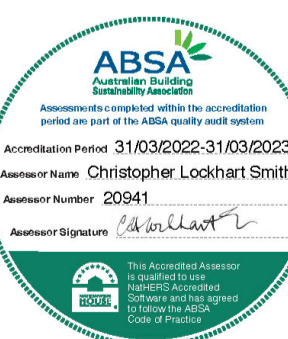 ABSA
Australian Building
Sustainability Association
Assessments completed within the accreditation
period are part of the ABSA quality audit system
Accreditation Period 31/03/2022-31/03/2023
Assessor Name Christopher Lockhart Smith
Assessor Number 20941
Assessor Signature
This Accredited Assessor
is qualified to use
NatHERS Accredited
Software and has agreed
to follow the ABSA
Code of Practice
HOUSE